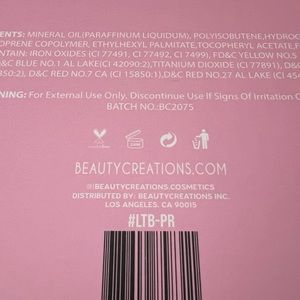 ENTS: MINERAL OIL(PARAFFINUM LIQUIDUM), POLYISOBUTENE,HYDROG
OPRENE COPOLYMER, ETHYLHEXYL PALMITATE,TOCOPHERYL ACETATE,F
NTAIN: IRON OXIDES (CI 77491, CI 77492, CI 77499), FD&C YELLOW NO.5
&C BLUE NO.1 AL LAKE(CI 42090:2),TITANIUM DIOXIDE (CI 77891), D&C
850:2), D&C RED NO.7 CA (CI 15850:1),D&C RED NO.27 AL LAKE (CI 454
NING: For External Use Only, Discontinue Use If Signs Of Irritation O
BATCH NO.:BC2075
BEAUTYCREATIONS.COM
@BEAUTYCREATIONS.COSMETICS
DISTRIBUTED BY: BEAUTYCREATIONS INC.
LOS ANGELES, CA 90015
#LTB-PR